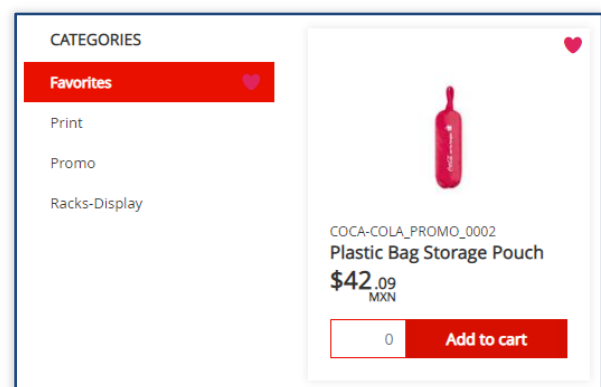 CATEGORIES
Favorites
Print
Promo
Racks-Display
COCA-COLA_PROMO_0002
Plastic Bag Storage Pouch
$42.09
MXN
0
Add to cart